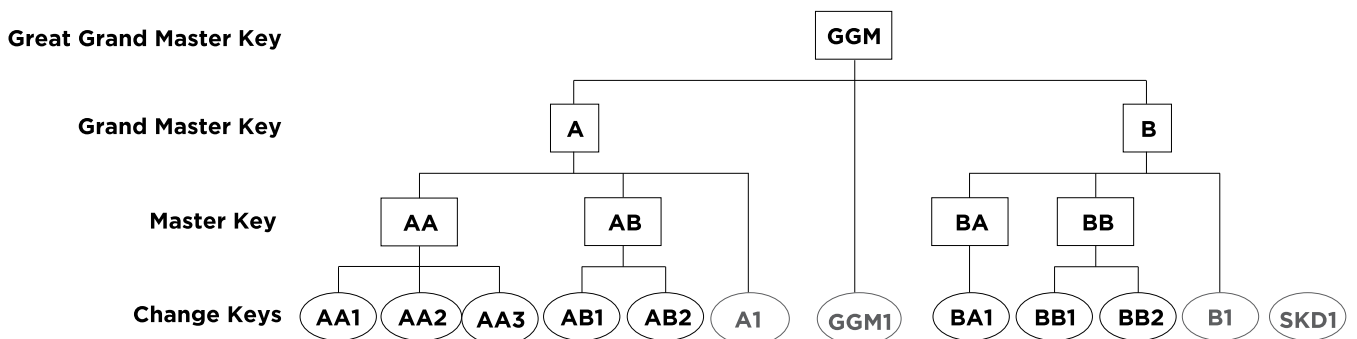 Great Grand Master Key GGM
Grand Master Key A B
Master Key AA AB BA BB
Change Keys AA1 AA2 AA3 AB1 AB2 A1 GGM1 BA1 BB1 BB2 B1 SKD1